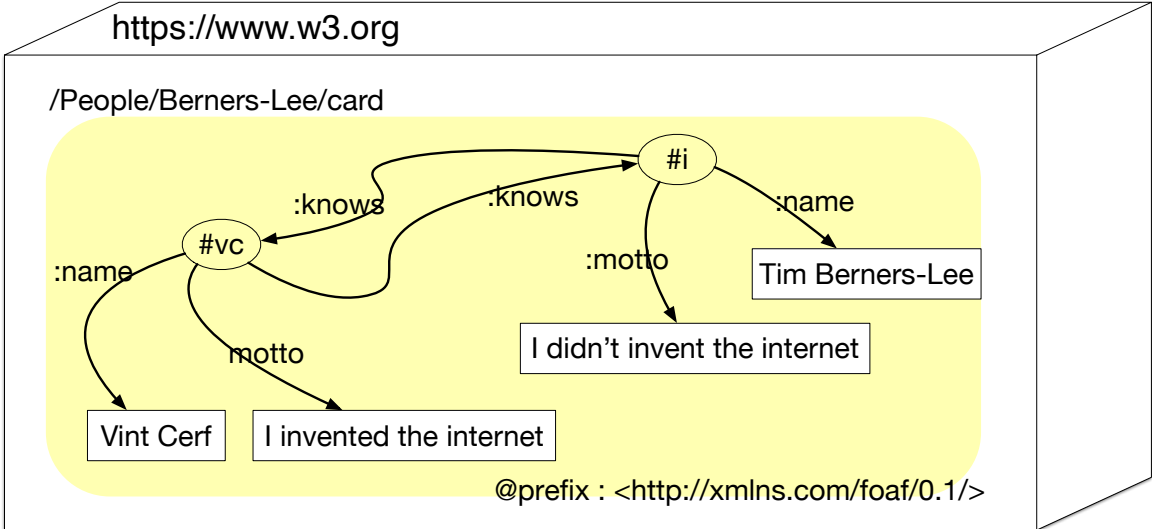 https://www.w3.org
/People/Berners-Lee/card
#i
:knows
:knows
:name
#vc
:name
:motto
Tim Berners-Lee
I didn’t invent the internet
motto
Vint Cerf
I invented the internet
@prefix : <http://xmlns.com/foaf/0.1/>